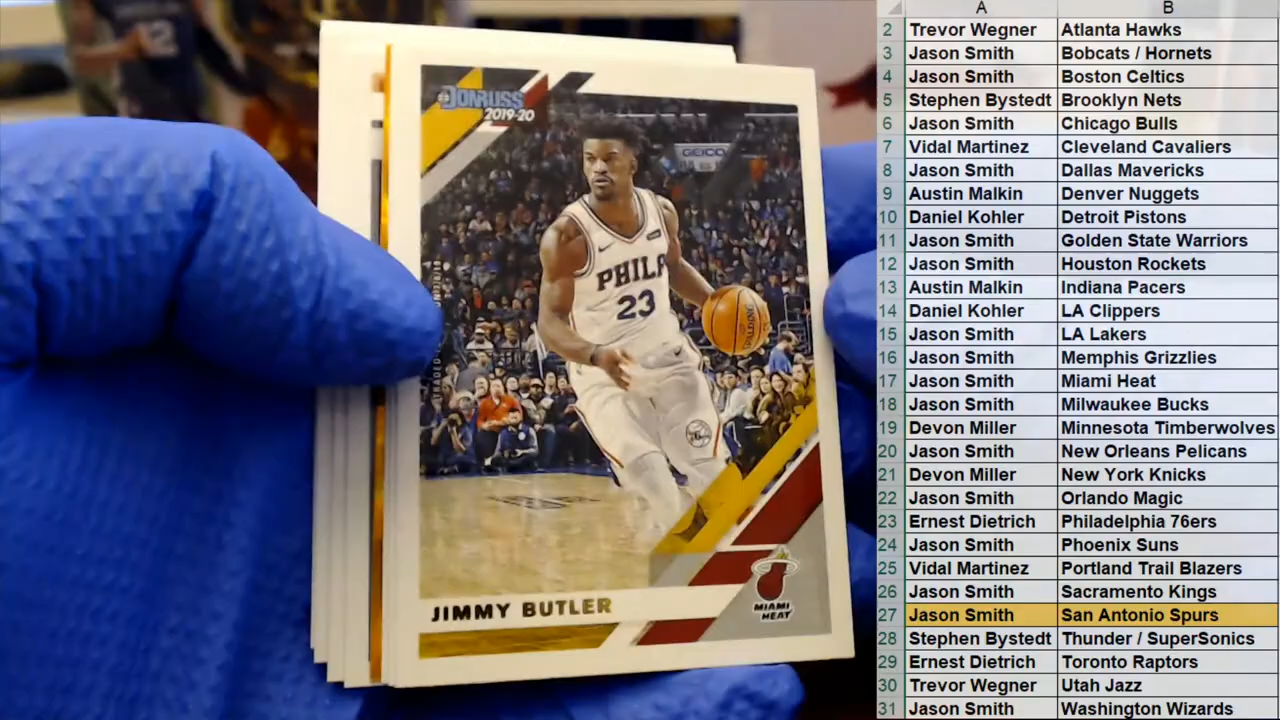 DONRUSS
2019-20
GEICO
PHILA
23
SPALDING
JIMMY BUTLER
MIAMI
HEAT
A B
2 Trevor Wegner Atlanta Hawks
3 Jason Smith Bobcats / Hornets
4 Jason Smith Boston Celtics
5 Stephen Bystedt Brooklyn Nets
6 Jason Smith Chicago Bulls
7 Vidal Martinez Cleveland Cavaliers
8 Jason Smith Dallas Mavericks
9 Austin Malkin Denver Nuggets
10 Daniel Kohler Detroit Pistons
11 Jason Smith Golden State Warriors
12 Jason Smith Houston Rockets
13 Austin Malkin Indiana Pacers
14 Daniel Kohler LA Clippers
15 Jason Smith LA Lakers
16 Jason Smith Memphis Grizzlies
17 Jason Smith Miami Heat
18 Jason Smith Milwaukee Bucks
19 Devon Miller Minnesota Timberwolves
20 Jason Smith New Orleans Pelicans
21 Devon Miller New York Knicks
22 Jason Smith Orlando Magic
23 Ernest Dietrich Philadelphia 76ers
24 Jason Smith Phoenix Suns
25 Vidal Martinez Portland Trail Blazers
26 Jason Smith Sacramento Kings
27 Jason Smith San Antonio Spurs
28 Stephen Bystedt Thunder / SuperSonics
29 Ernest Dietrich Toronto Raptors
30 Trevor Wegner Utah Jazz
31 Jason Smith Washington Wizards